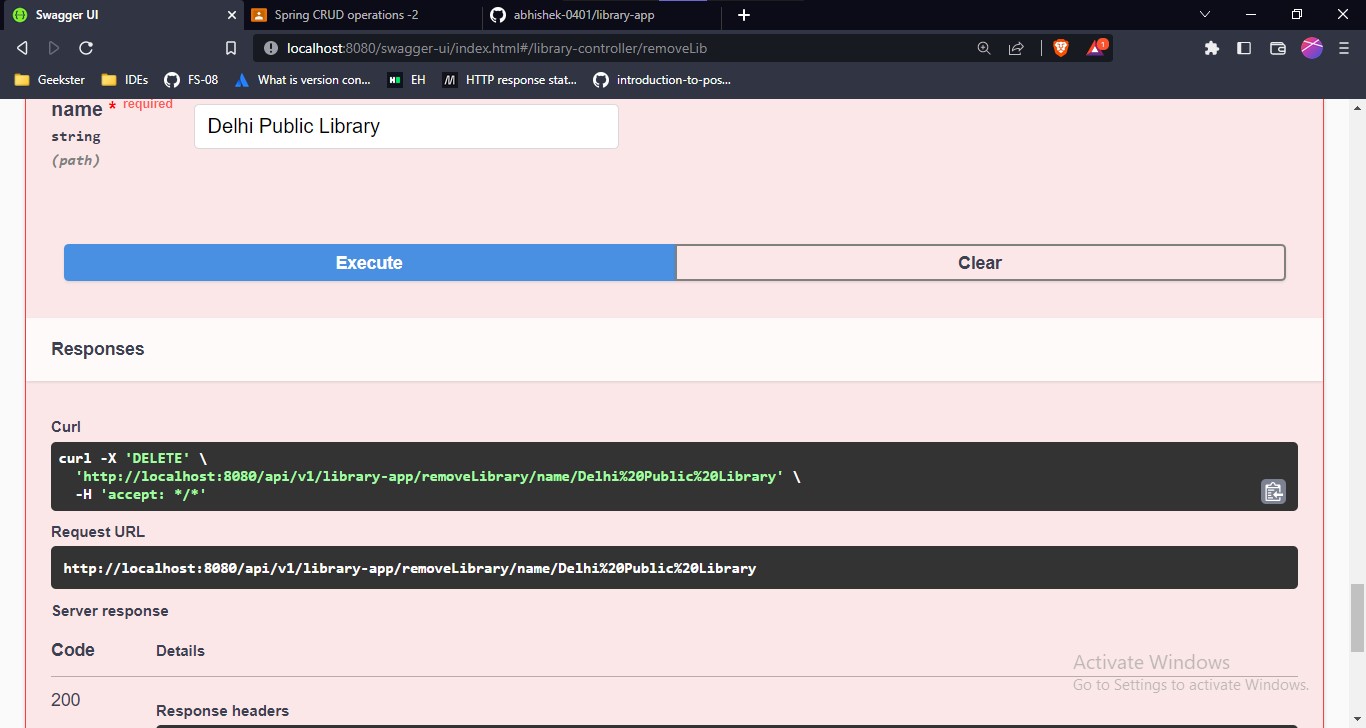 Swagger UI
Spring CRUD operations -2
abhishek-0401/library-app
localhost:8080/swagger-ui/index.html#/library-controller/removeLib
1
Geekster
IDEs
FS-08
What is version con...
EH
HTTP response stat...
introduction-to-pos...
name * required
string
(path)
Delhi Public Library
Execute
Clear
Responses
Curl
curl -X 'DELETE' \
'http://localhost:8080/api/v1/library-app/removeLibrary/name/Delhi%20Public%20Library' \
-H 'accept: */*'
Request URL
http://localhost:8080/api/v1/library-app/removeLibrary/name/Delhi%20Public%20Library
Server response
Code
Details
Activate Windows
Go to Settings to activate Windows.
200
Response headers